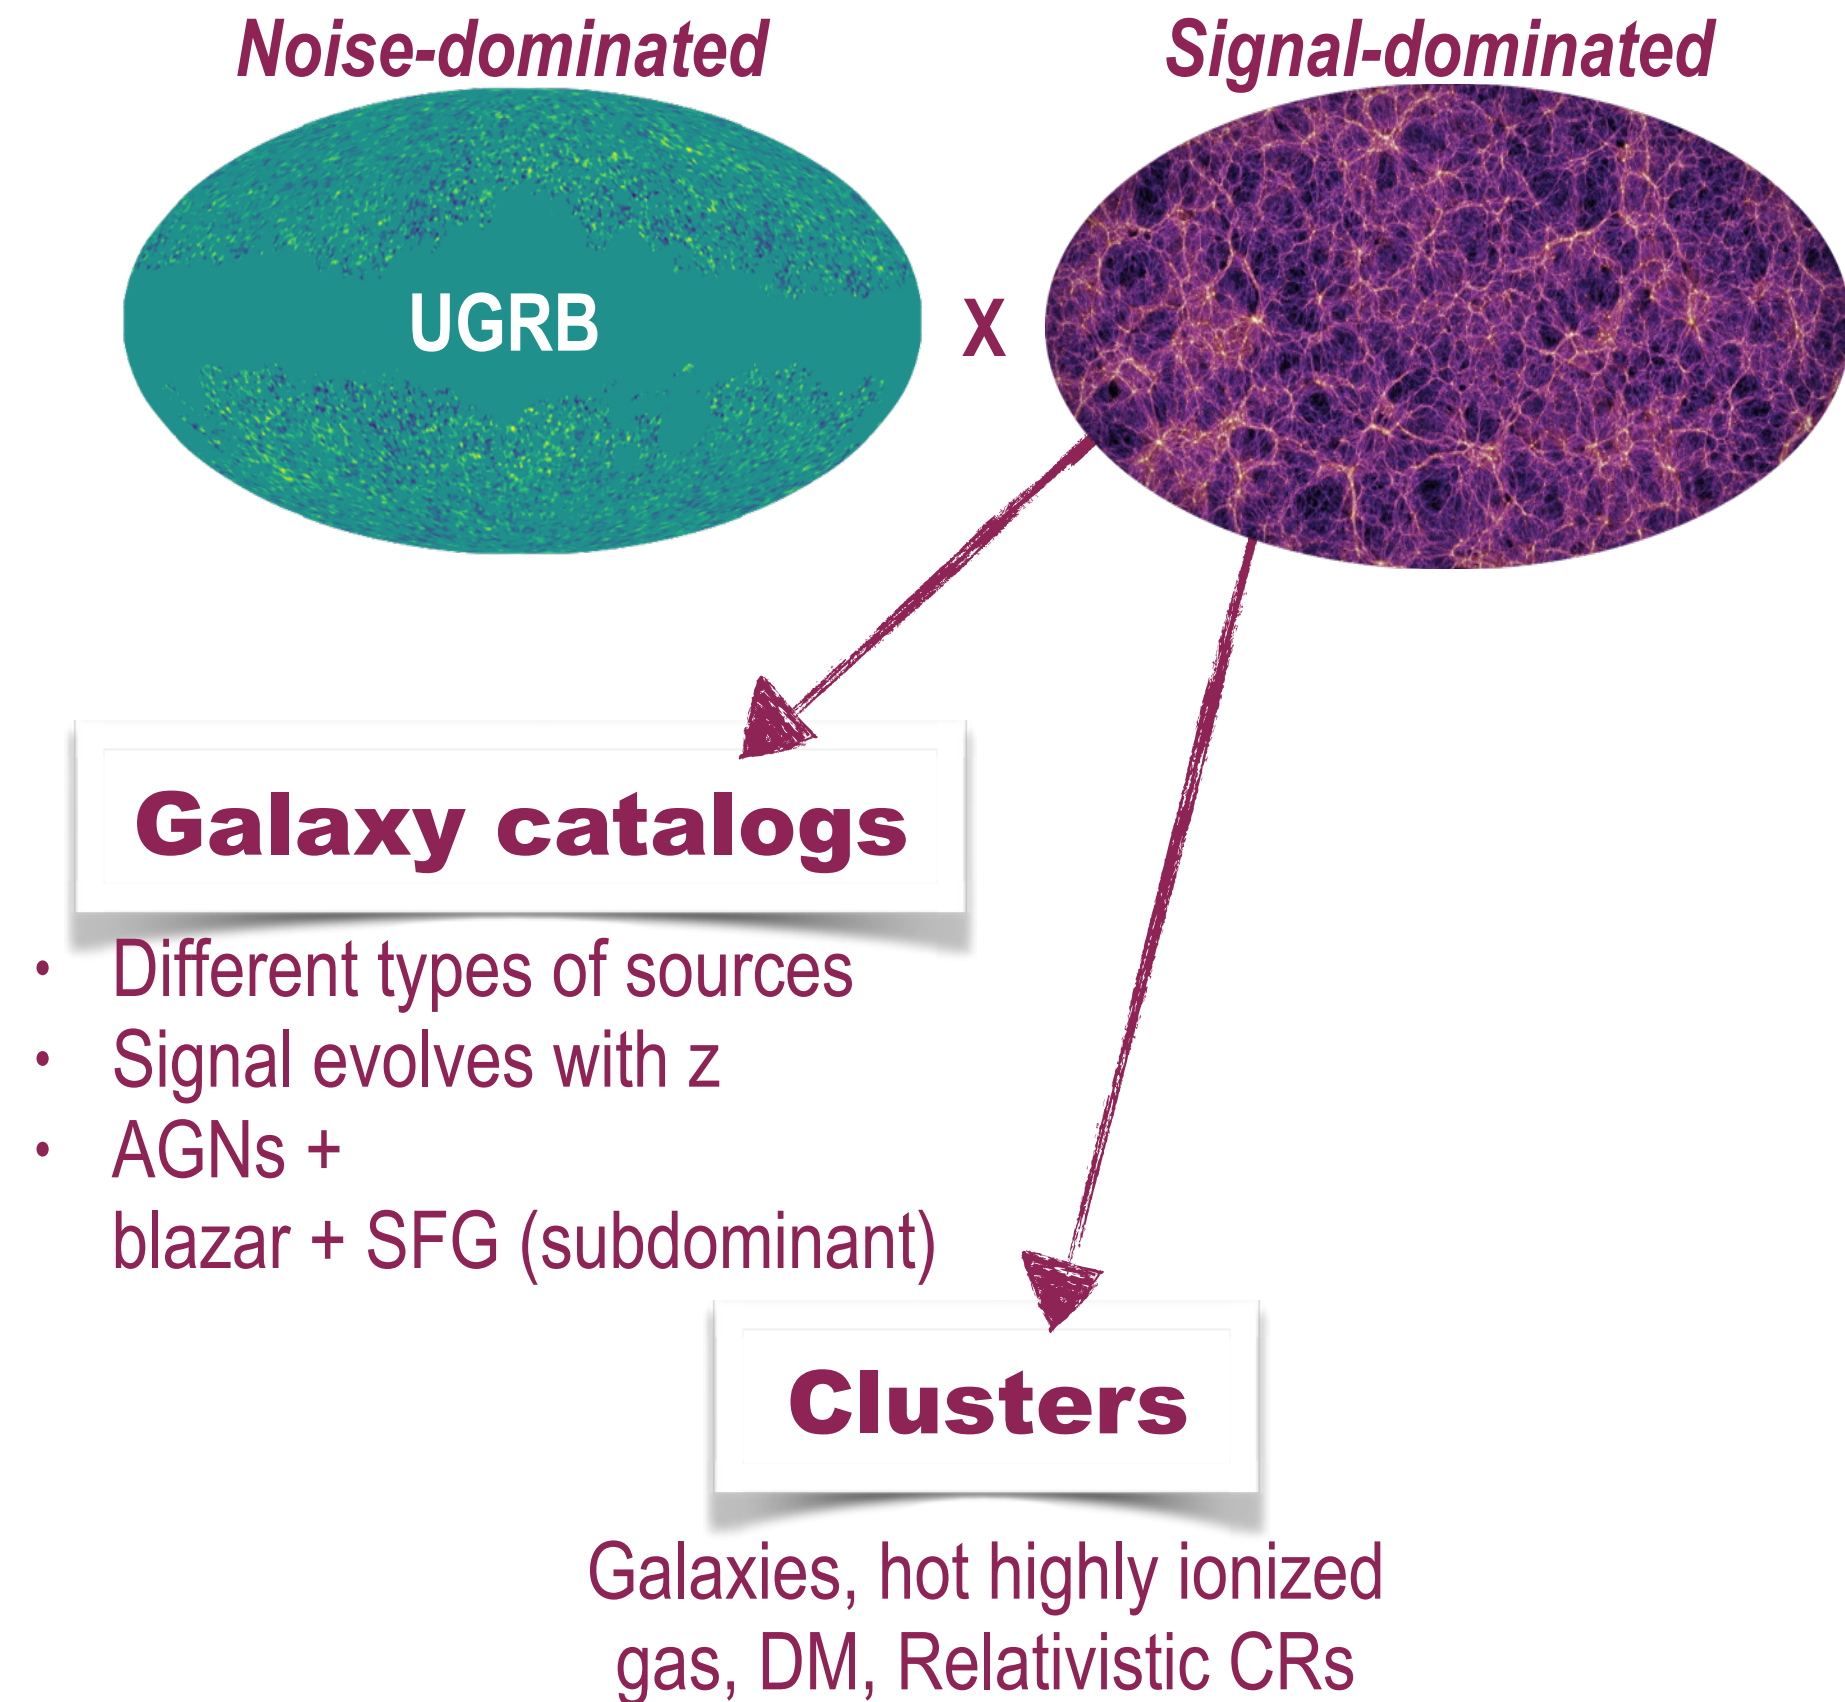 Noise-dominated
Signal-dominated
UGRB
X
Galaxy catalogs
• Different types of sources
• Signal evolves with z
• AGNs +
blazar + SFG (subdominant)
Clusters
Galaxies, hot highly ionized
gas, DM, Relativistic CRs